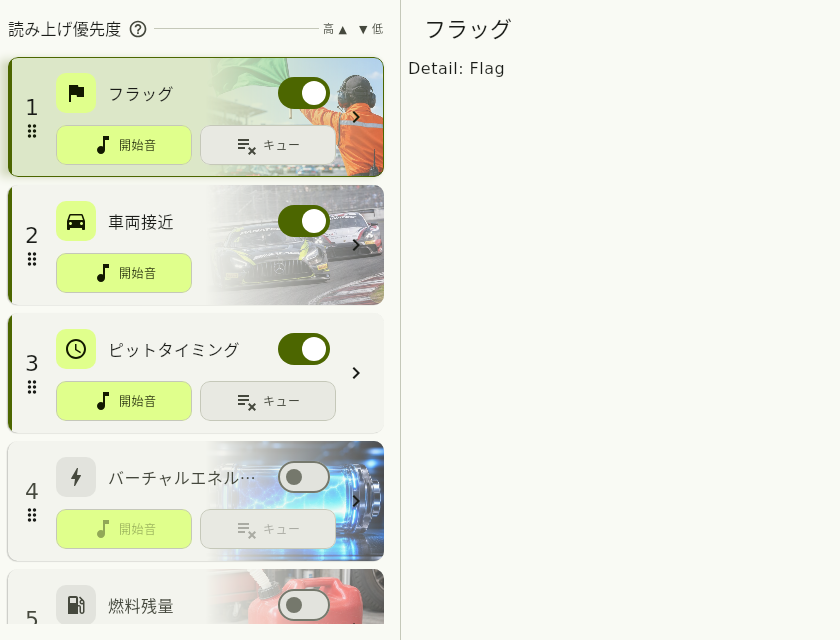 読み上げ優先度
高▲ ▼低
1
フラッグ
開始音
キュー
2
車両接近
開始音
3
ピットタイミング
開始音
キュー
4
バーチャルエネル…
開始音
キュー
5
燃料残量
フラッグ
Detail: Flag